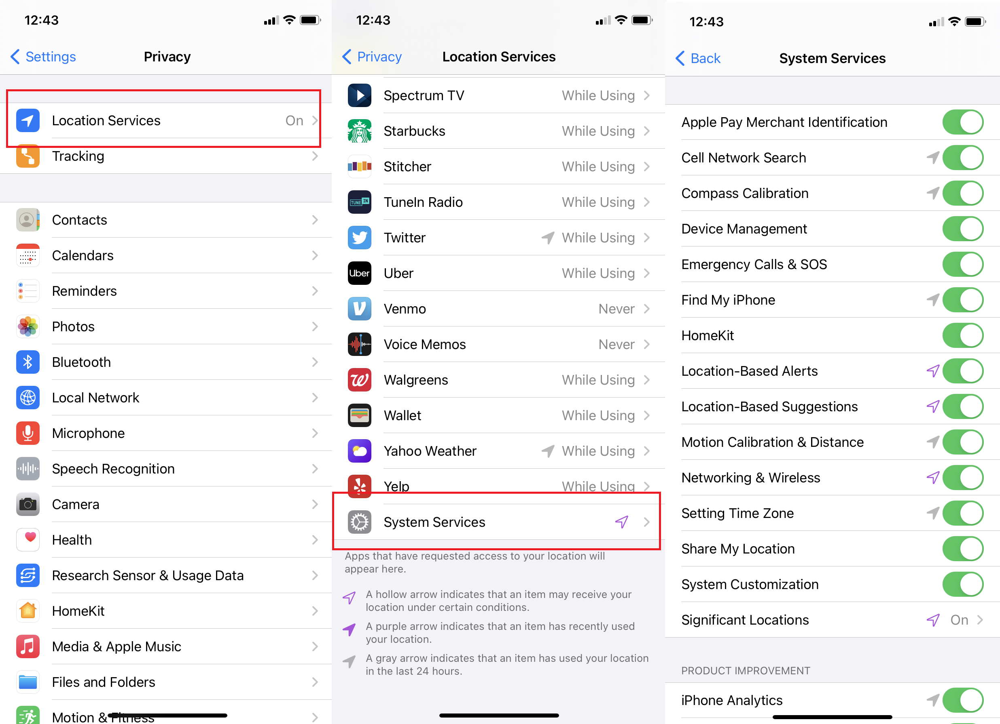 12:43
Settings
Privacy
Location Services
On
Tracking
Contacts
Calendars
Reminders
Photos
Bluetooth
Local Network
Microphone
Speech Recognition
Camera
Health
Research Sensor & Usage Data
HomeKit
Media & Apple Music
Files and Folders
Motion & Fitness
12:43
Privacy
Location Services
Spectrum TV While Using
Starbucks While Using
Stitcher While Using
TUNE IN
TuneIn Radio While Using
Twitter While Using
Uber
Uber While Using
Venmo Never
Voice Memos Never
Walgreens While Using
Wallet While Using
Yahoo Weather While Using
Yelp While Using
System Services
Apps that have requested access to your location will
appear here.
A hollow arrow indicates that an item may receive your
location under certain conditions.
A purple arrow indicates that an item has recently used
your location.
A gray arrow indicates that an item has used your location
in the last 24 hours.
12:43
Back
System Services
Apple Pay Merchant Identification
Cell Network Search
Compass Calibration
Device Management
Emergency Calls & SOS
Find My iPhone
HomeKit
Location-Based Alerts
Location-Based Suggestions
Motion Calibration & Distance
Networking & Wireless
Setting Time Zone
Share My Location
System Customization
Significant Locations On
PRODUCT IMPROVEMENT
iPhone Analytics